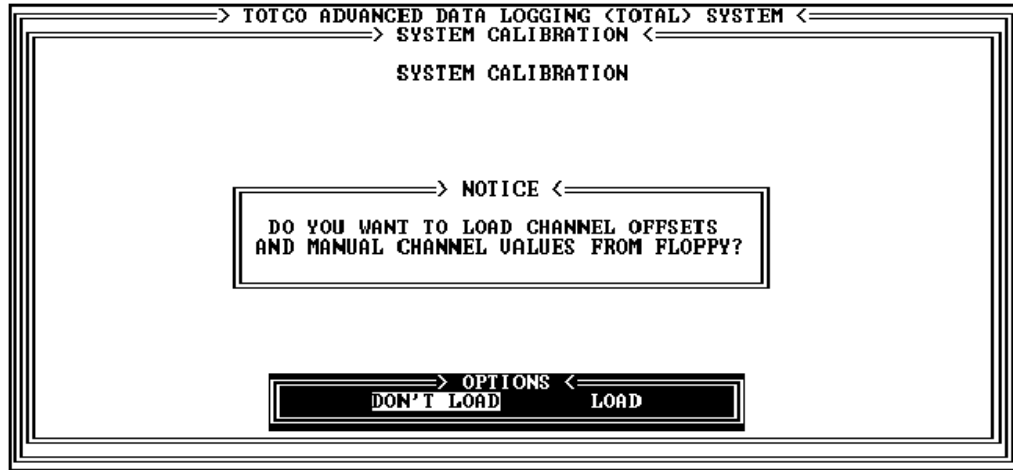 => TOTCO ADVANCED DATA LOGGING (TOTAL) SYSTEM <=
=> SYSTEM CALIBRATION <=
SYSTEM CALIBRATION
=> NOTICE <=
DO YOU WANT TO LOAD CHANNEL OFFSETS
AND MANUAL CHANNEL VALUES FROM FLOPPY?
=> OPTIONS <=
DON'T LOAD LOAD